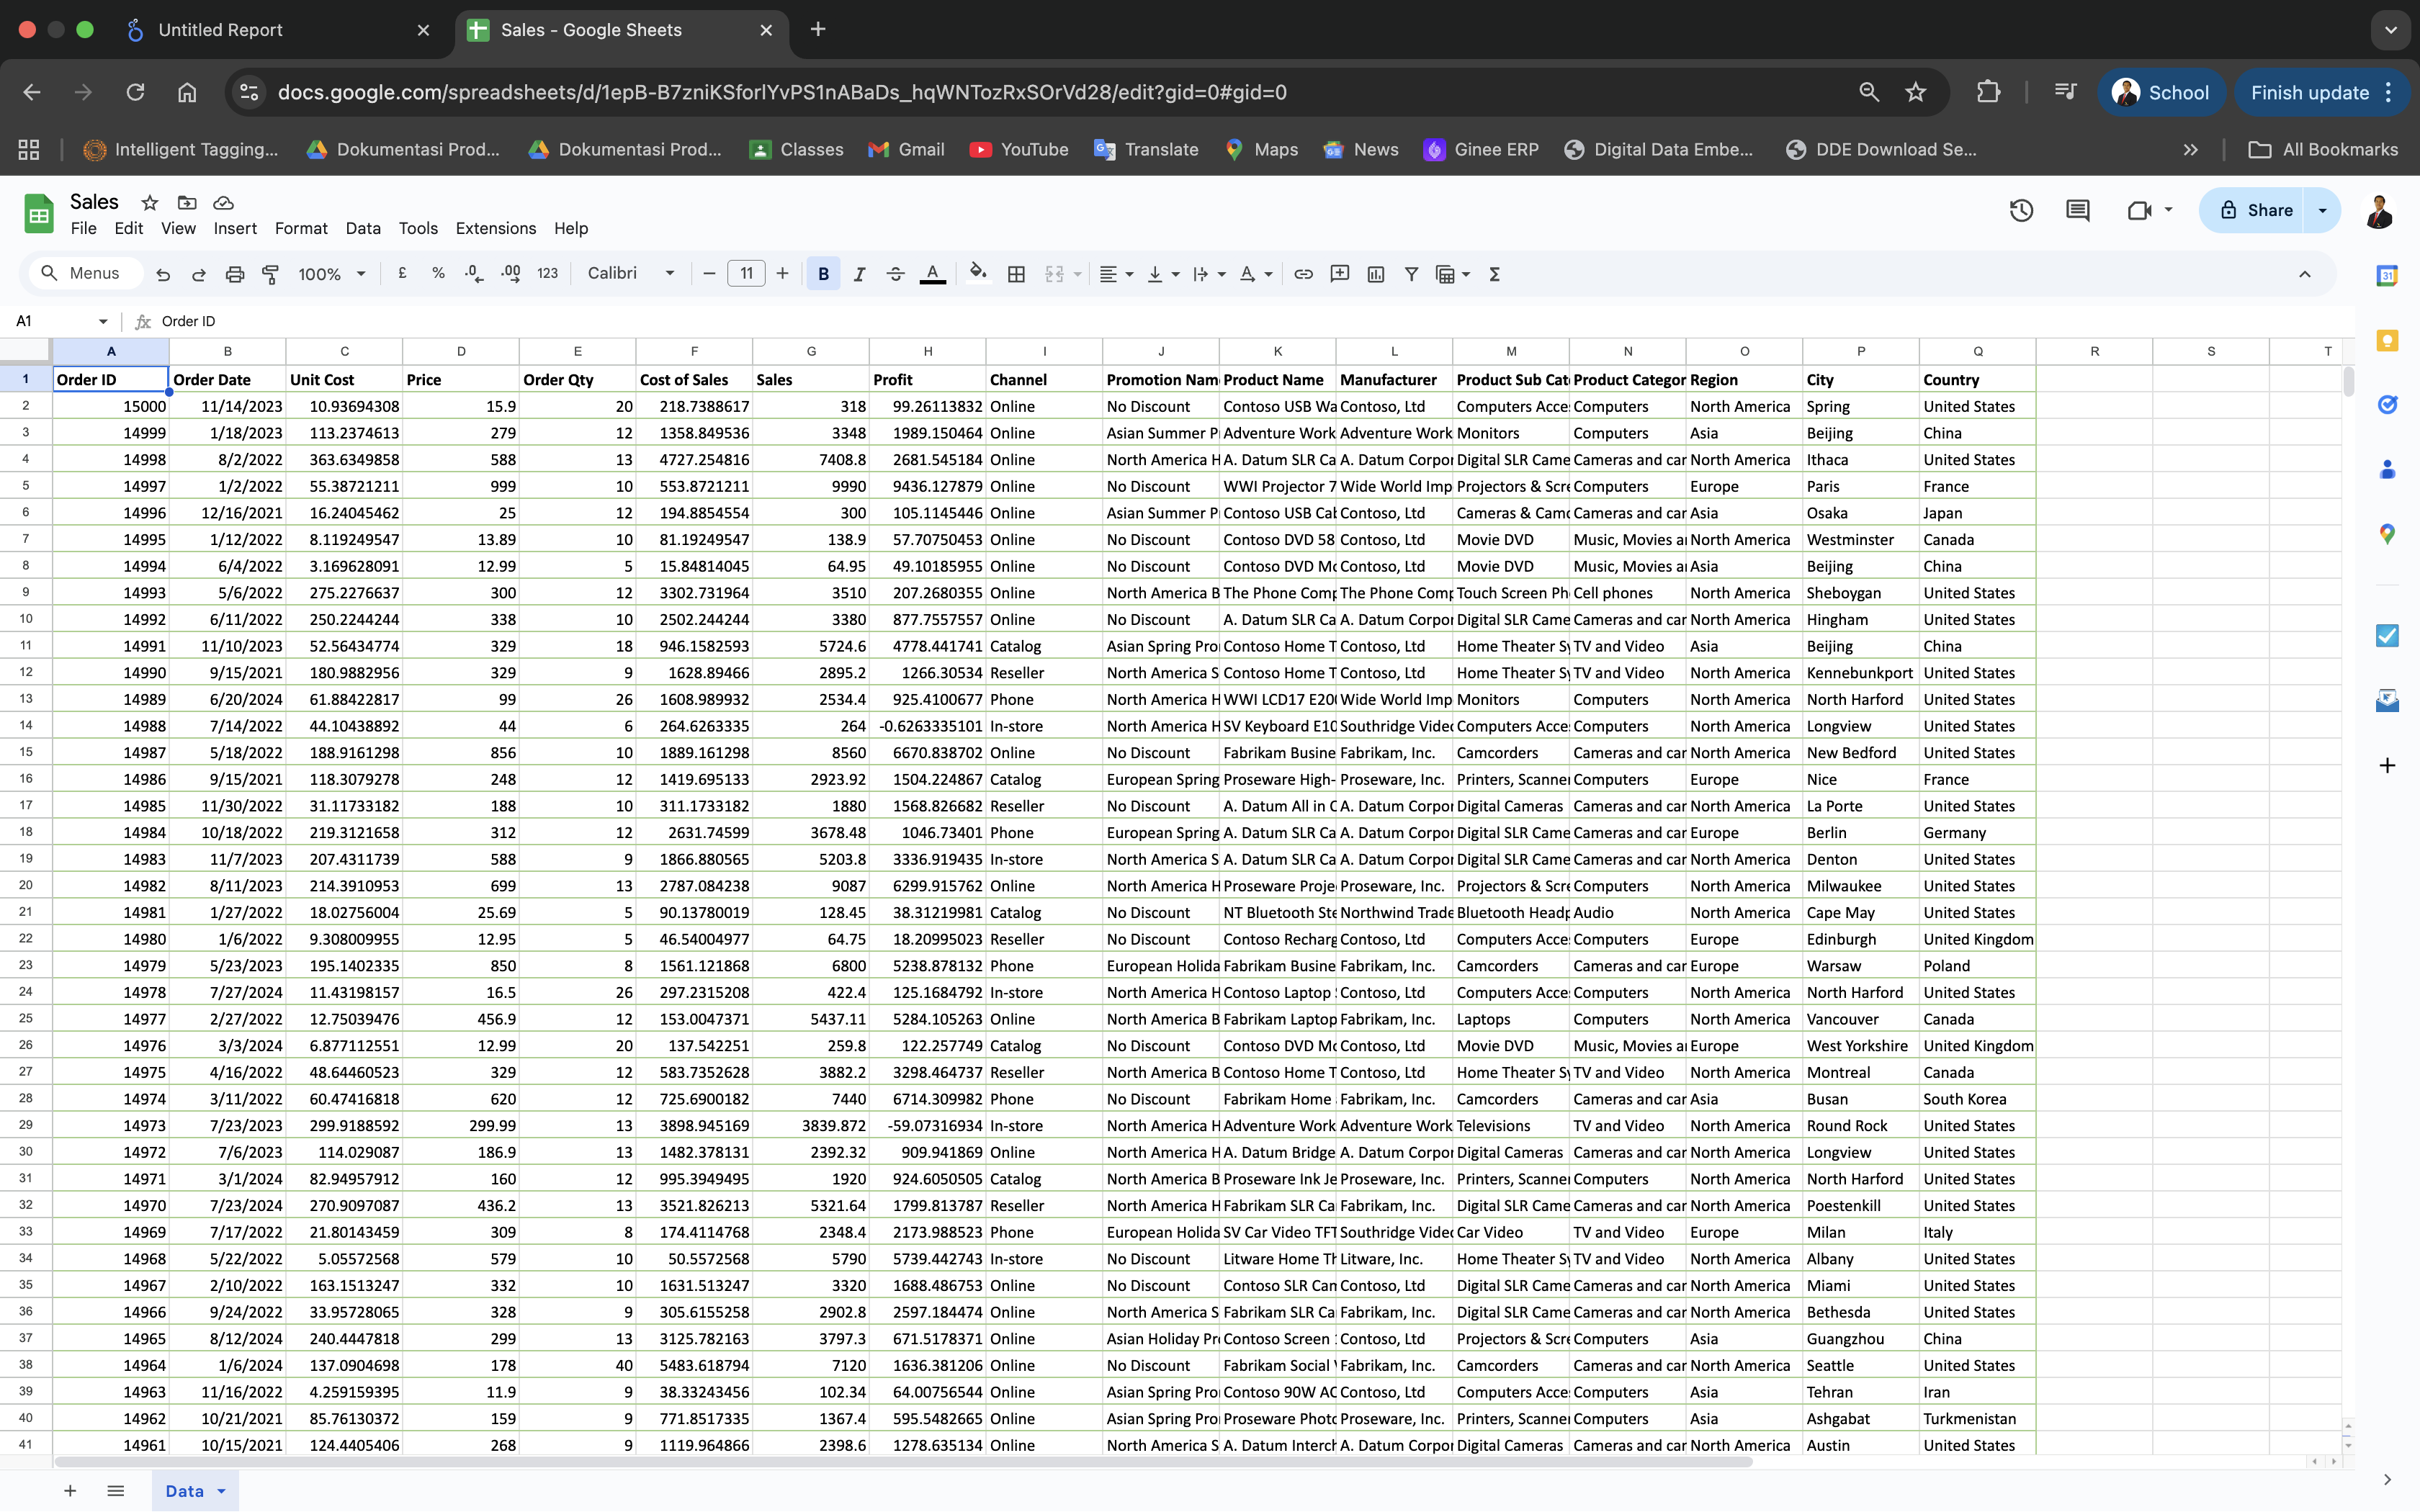 Untitled Report
Sales - Google Sheets
docs.google.com/spreadsheets/d/1epB-B7zniKSforlYvPS1nABaDs_hqWNTozRxSOrVd28/edit?gid=0#gid=0
School
Finish update
Intelligent Tagging...
Dokumentasi Prod...
Dokumentasi Prod...
Classes
Gmail
YouTube
Translate
Maps
News
Ginee ERP
Digital Data Embe...
DDE Download Se...
All Bookmarks
Sales
File Edit View Insert Format Data Tools Extensions Help
Share
Menus 100% £ % .0 .00 123 Calibri 11 B I S A
A1 Order ID
A B C D E F G H I J K L M N O P Q R S T
1 Order ID Order Date Unit Cost Price Order Qty Cost of Sales Sales Profit Channel Promotion Nam Product Name Manufacturer Product Sub Cat Product Categor Region City Country
2 15000 11/14/2023 10.93694308 15.9 20 218.7388617 318 99.26113832 Online No Discount Contoso USB Wa Contoso, Ltd Computers Acce Computers North America Spring United States
3 14999 1/18/2023 113.2374613 279 12 1358.849536 3348 1989.150464 Online Asian Summer P Adventure Work Adventure Work Monitors Computers Asia Beijing China
4 14998 8/2/2022 363.6349858 588 13 4727.254816 7408.8 2681.545184 Online North America H A. Datum SLR Ca A. Datum Corpor Digital SLR Came Cameras and car North America Ithaca United States
5 14997 1/2/2022 55.38721211 999 10 553.8721211 9990 9436.127879 Online No Discount WWI Projector 7 Wide World Imp Projectors & Scre Computers Europe Paris France
6 14996 12/16/2021 16.24045462 25 12 194.8854554 300 105.1145446 Online Asian Summer P Contoso USB Cab Contoso, Ltd Cameras & Camc Cameras and car Asia Osaka Japan
7 14995 1/12/2022 8.119249547 13.89 10 81.19249547 138.9 57.70750453 Online No Discount Contoso DVD 58 Contoso, Ltd Movie DVD Music, Movies a North America Westminster Canada
8 14994 6/4/2022 3.169628091 12.99 5 15.84814045 64.95 49.10185955 Online No Discount Contoso DVD Mo Contoso, Ltd Movie DVD Music, Movies a Asia Beijing China
9 14993 5/6/2022 275.2276637 300 12 3302.731964 3510 207.2680355 Online North America B The Phone Comp The Phone Comp Touch Screen Ph Cell phones North America Sheboygan United States
10 14992 6/11/2022 250.2244244 338 10 2502.244244 3380 877.7557557 Online No Discount A. Datum SLR Ca A. Datum Corpor Digital SLR Came Cameras and car North America Hingham United States
11 14991 11/10/2023 52.56434774 329 18 946.1582593 5724.6 4778.441741 Catalog Asian Spring Pro Contoso Home T Contoso, Ltd Home Theater Sy TV and Video Asia Beijing China
12 14990 9/15/2021 180.9882956 329 9 1628.89466 2895.2 1266.30534 Reseller North America S Contoso Home T Contoso, Ltd Home Theater Sy TV and Video North America Kennebunkport United States
13 14989 6/20/2024 61.88422817 99 26 1608.989932 2534.4 925.4100677 Phone North America H WWI LCD17 E20 Wide World Imp Monitors Computers North America North Harford United States
14 14988 7/14/2022 44.10438892 44 6 264.6263335 264 -0.6263335101 In-store North America H SV Keyboard E10 Southridge Video Computers Acce Computers North America Longview United States
15 14987 5/18/2022 188.9161298 856 10 1889.161298 8560 6670.838702 Online No Discount Fabrikam Busine Fabrikam, Inc. Camcorders Cameras and car North America New Bedford United States
16 14986 9/15/2021 118.3079278 248 12 1419.695133 2923.92 1504.224867 Catalog European Spring Proseware High- Proseware, Inc. Printers, Scanner Computers Europe Nice France
17 14985 11/30/2022 31.11733182 188 10 311.1733182 1880 1568.826682 Reseller No Discount A. Datum All in C A. Datum Corpor Digital Cameras Cameras and car North America La Porte United States
18 14984 10/18/2022 219.3121658 312 12 2631.74599 3678.48 1046.73401 Phone European Spring A. Datum SLR Ca A. Datum Corpor Digital SLR Came Cameras and car Europe Berlin Germany
19 14983 11/7/2023 207.4311739 588 9 1866.880565 5203.8 3336.919435 In-store North America S A. Datum SLR Ca A. Datum Corpor Digital SLR Came Cameras and car North America Denton United States
20 14982 8/11/2023 214.3910953 699 13 2787.084238 9087 6299.915762 Online North America H Proseware Proje Proseware, Inc. Projectors & Scre Computers North America Milwaukee United States
21 14981 1/27/2022 18.02756004 25.69 5 90.13780019 128.45 38.31219981 Catalog No Discount NT Bluetooth Ste Northwind Trade Bluetooth Headp Audio North America Cape May United States
22 14980 1/6/2022 9.308009955 12.95 5 46.54004977 64.75 18.20995023 Reseller No Discount Contoso Recharg Contoso, Ltd Computers Acce Computers Europe Edinburgh United Kingdom
23 14979 5/23/2023 195.1402335 850 8 1561.121868 6800 5238.878132 Phone European Holida Fabrikam Busine Fabrikam, Inc. Camcorders Cameras and car Europe Warsaw Poland
24 14978 7/27/2024 11.43198157 16.5 26 297.2315208 422.4 125.1684792 In-store North America H Contoso Laptop Contoso, Ltd Computers Acce Computers North America North Harford United States
25 14977 2/27/2022 12.75039476 456.9 12 153.0047371 5437.11 5284.105263 Online North America B Fabrikam Laptop Fabrikam, Inc. Laptops Computers North America Vancouver Canada
26 14976 3/3/2024 6.877112551 12.99 20 137.542251 259.8 122.257749 Catalog No Discount Contoso DVD Mo Contoso, Ltd Movie DVD Music, Movies a Europe West Yorkshire United Kingdom
27 14975 4/16/2022 48.64460523 329 12 583.7352628 3882.2 3298.464737 Reseller North America B Contoso Home T Contoso, Ltd Home Theater Sy TV and Video North America Montreal Canada
28 14974 3/11/2022 60.47416818 620 12 725.6900182 7440 6714.309982 Phone No Discount Fabrikam Home Fabrikam, Inc. Camcorders Cameras and car Asia Busan South Korea
29 14973 7/23/2023 299.9188592 299.99 13 3898.945169 3839.872 -59.07316934 In-store North America H Adventure Work Adventure Work Televisions TV and Video North America Round Rock United States
30 14972 7/6/2023 114.029087 186.9 13 1482.378131 2392.32 909.941869 Online North America H A. Datum Bridge A. Datum Corpor Digital Cameras Cameras and car North America Longview United States
31 14971 3/1/2024 82.94957912 160 12 995.3949495 1920 924.6050505 Catalog North America B Proseware Ink Je Proseware, Inc. Printers, Scanner Computers North America North Harford United States
32 14970 7/23/2024 270.9097087 436.2 13 3521.826213 5321.64 1799.813787 Reseller North America H Fabrikam SLR Ca Fabrikam, Inc. Digital SLR Came Cameras and car North America Poestenkill United States
33 14969 7/17/2022 21.80143459 309 8 174.4114768 2348.4 2173.988523 Phone European Holida SV Car Video TFT Southridge Video Car Video TV and Video Europe Milan Italy
34 14968 5/22/2022 5.05572568 579 10 50.5572568 5790 5739.442743 In-store No Discount Litware Home Th Litware, Inc. Home Theater Sy TV and Video North America Albany United States
35 14967 2/10/2022 163.1513247 332 10 1631.513247 3320 1688.486753 Online No Discount Contoso SLR Can Contoso, Ltd Digital SLR Came Cameras and car North America Miami United States
36 14966 9/24/2022 33.95728065 328 9 305.6155258 2902.8 2597.184474 Online North America S Fabrikam SLR Ca Fabrikam, Inc. Digital SLR Came Cameras and car North America Bethesda United States
37 14965 8/12/2024 240.4447818 299 13 3125.782163 3797.3 671.5178371 Online Asian Holiday Pr Contoso Screen Contoso, Ltd Projectors & Scre Computers Asia Guangzhou China
38 14964 1/6/2024 137.0904698 178 40 5483.618794 7120 1636.381206 Online No Discount Fabrikam Social Fabrikam, Inc. Camcorders Cameras and car North America Seattle United States
39 14963 11/16/2022 4.259159395 11.9 9 38.33243456 102.34 64.00756544 Online Asian Spring Pro Contoso 90W AC Contoso, Ltd Computers Acce Computers Asia Tehran Iran
40 14962 10/21/2021 85.76130372 159 9 771.8517335 1367.4 595.5482665 Online Asian Spring Pro Proseware Photo Proseware, Inc. Printers, Scanner Computers Asia Ashgabat Turkmenistan
41 14961 10/15/2021 124.4405406 268 9 1119.964866 2398.6 1278.635134 Online North America S A. Datum Interch A. Datum Corpor Digital Cameras Cameras and car North America Austin United States
Data